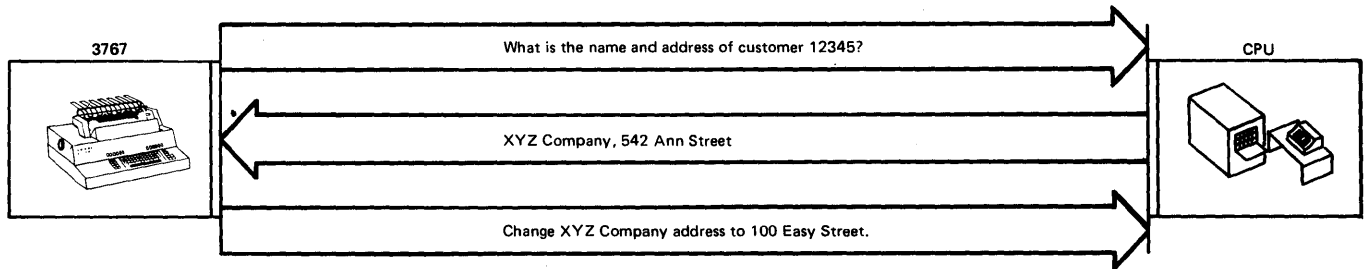 3767
What is the name and address of customer 12345?
CPU
XYZ Company, 542 Ann Street
Change XYZ Company address to 100 Easy Street.